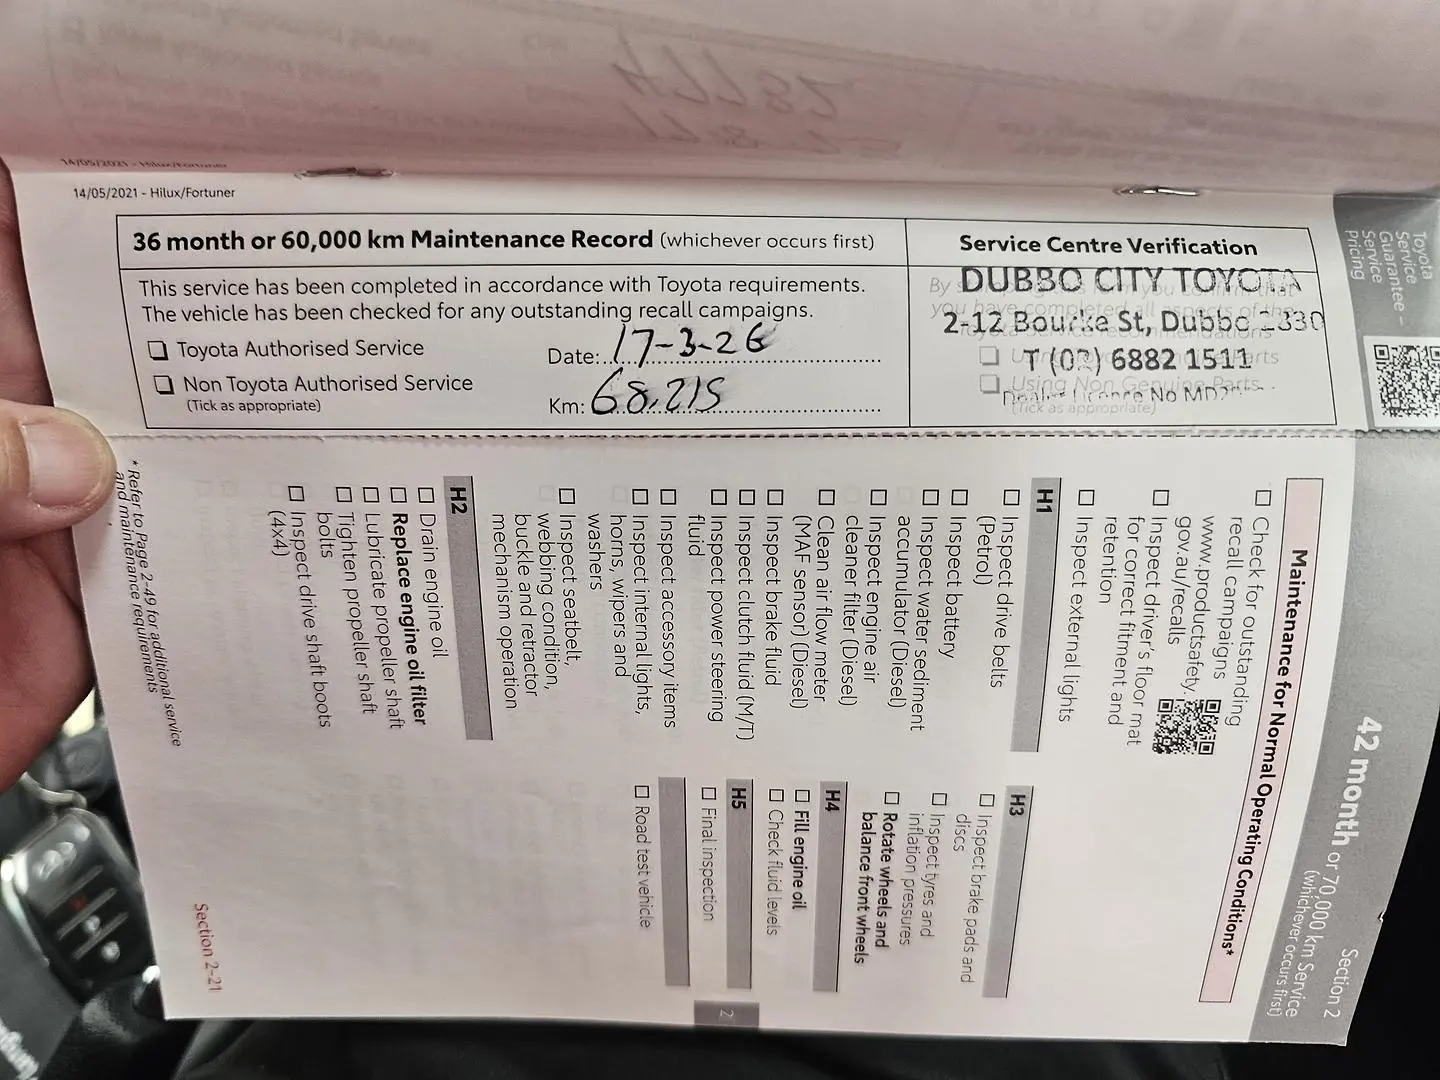 14/05/2021 - Hilux/Fortuner
14/05/2021 - Hilux/Fortuner
36 month or 60,000 km Maintenance Record (whichever occurs first)
This service has been completed in accordance with Toyota requirements.
The vehicle has been checked for any outstanding recall campaigns.
Toyota Authorised Service
Non Toyota Authorised Service
(Tick as appropriate)
Date: 17-3-26
Km: 68,215
Service Centre Verification
DUBBO CITY TOYOTA
2-12 Bourke St, Dubbo 2830
T (02) 6882 1511
Using Non Genuine Parts
(Tick as appropriate)
Toyota
Service
Guarantee –
Service
Pricing
Section 2
42 month or 70,000 km Service
(whichever occurs first)
Maintenance for Normal Operating Conditions*
Check for outstanding
recall campaigns
www.productsafety.
gov.au/recalls
Inspect driver's floor mat
for correct fitment and
retention
Inspect external lights
H1
Inspect drive belts
(Petrol)
Inspect battery
Inspect water sediment
accumulator (Diesel)
Inspect engine air
cleaner filter (Diesel)
Clean air flow meter
(MAF sensor) (Diesel)
Inspect brake fluid
Inspect clutch fluid (M/T)
Inspect power steering
fluid
Inspect accessory items
Inspect internal lights,
horns, wipers and
washers
Inspect seatbelt,
webbing condition,
buckle and retractor
mechanism operation
H2
Drain engine oil
Replace engine oil filter
Lubricate propeller shaft
Tighten propeller shaft
bolts
Inspect drive shaft boots
(4x4)
H3
Inspect brake pads and
discs
Inspect tyres and
inflation pressures
Rotate wheels and
balance front wheels
H4
Fill engine oil
Check fluid levels
H5
Final inspection
Road test vehicle
* Refer to Page 2-49 for additional service
and maintenance requirements
Section 2-21
2